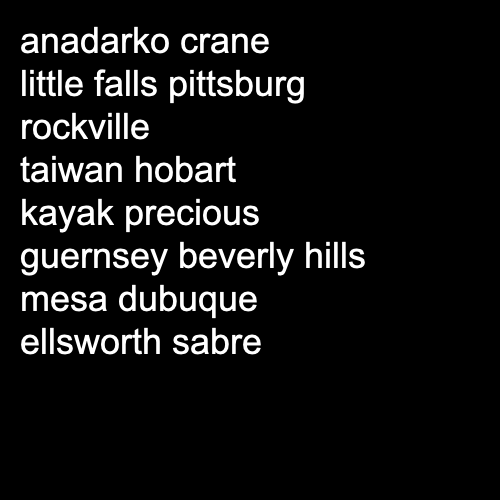 anadarko crane
little falls pittsburg
rockville
taiwan hobart
kayak precious
guernsey beverly hills
mesa dubuque
ellsworth sabre